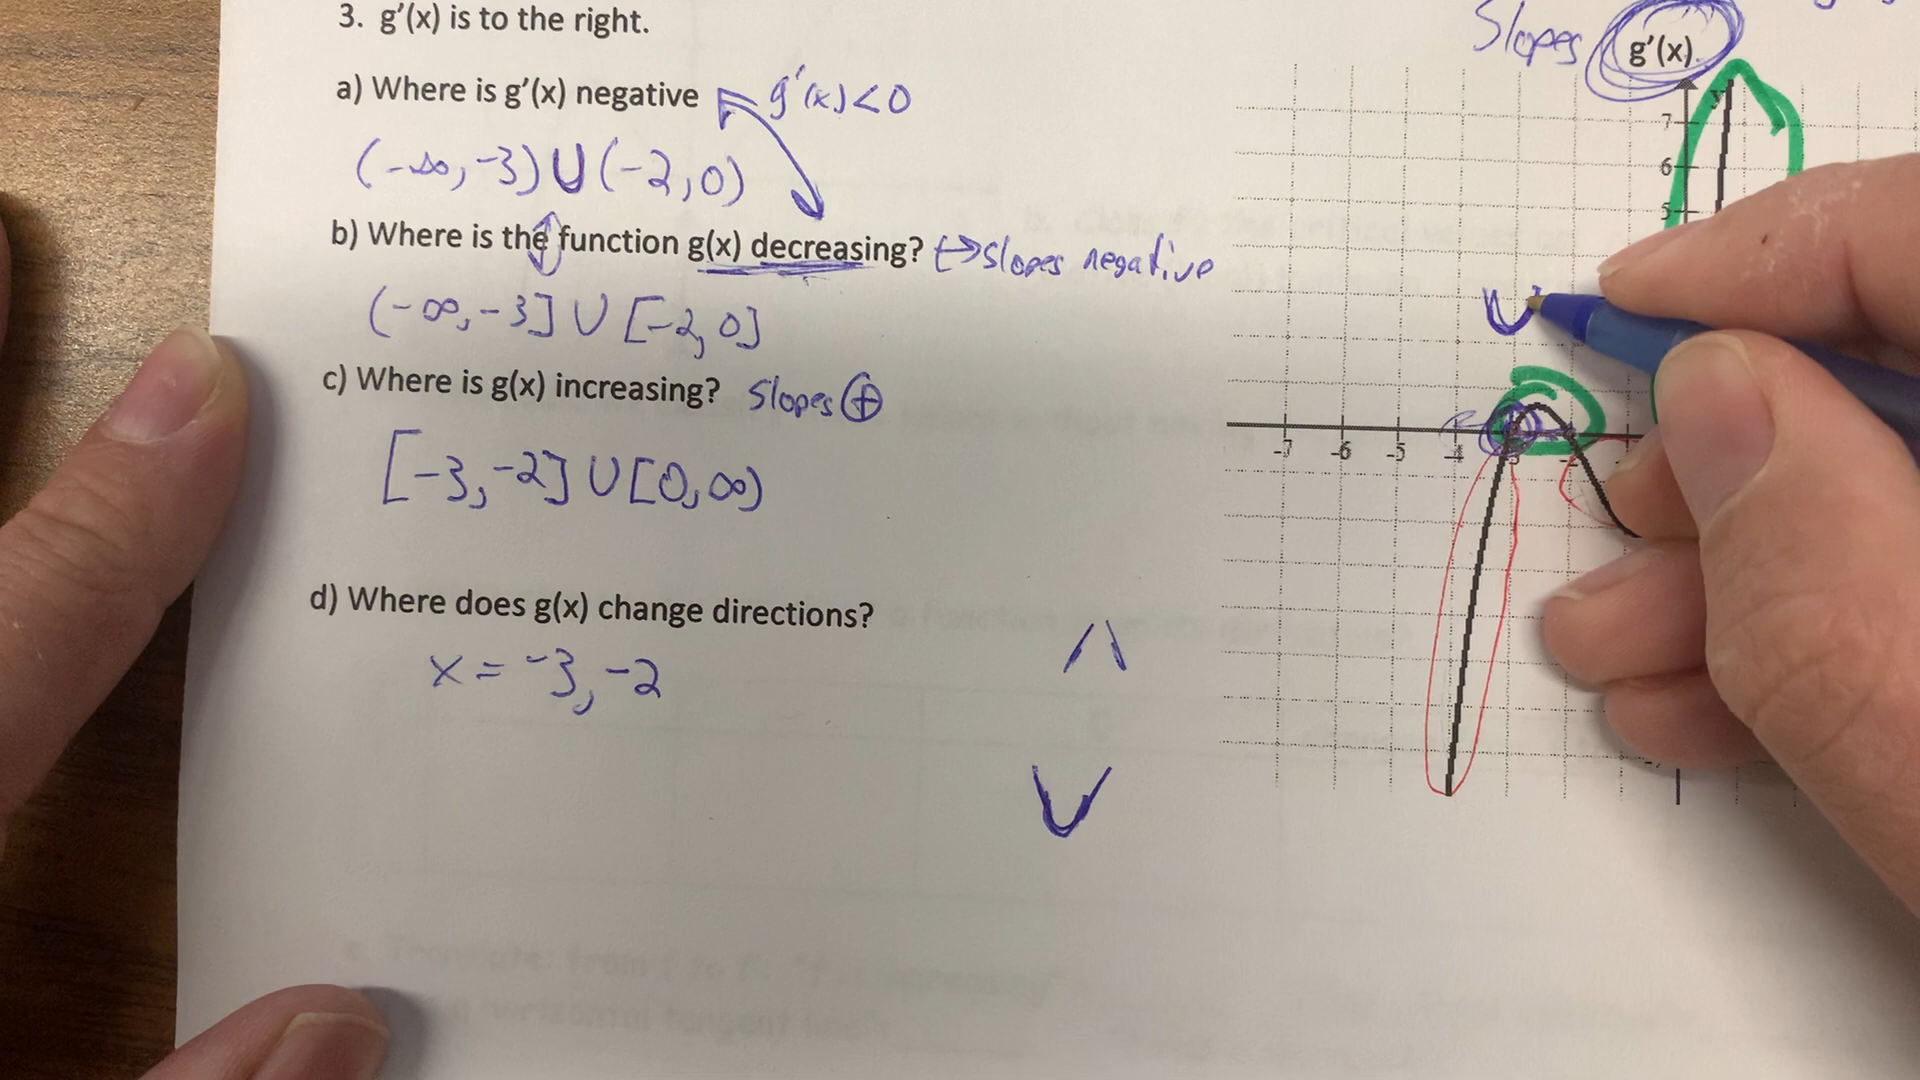 3. g'(x) is to the right.
Slopes g'(x).
a) Where is g'(x) negative g'(x)<0
(-∞,-3)∪(-2,0)
b) Where is the function g(x) decreasing? ↔ slopes negative
(-∞,-3]∪[-2,0]
c) Where is g(x) increasing? Slopes ⊕
[-3,-2]∪[0,∞)
d) Where does g(x) change directions?
x = -3,-2
y
7
6
5
-7 -6 -5 -4 -3 -2